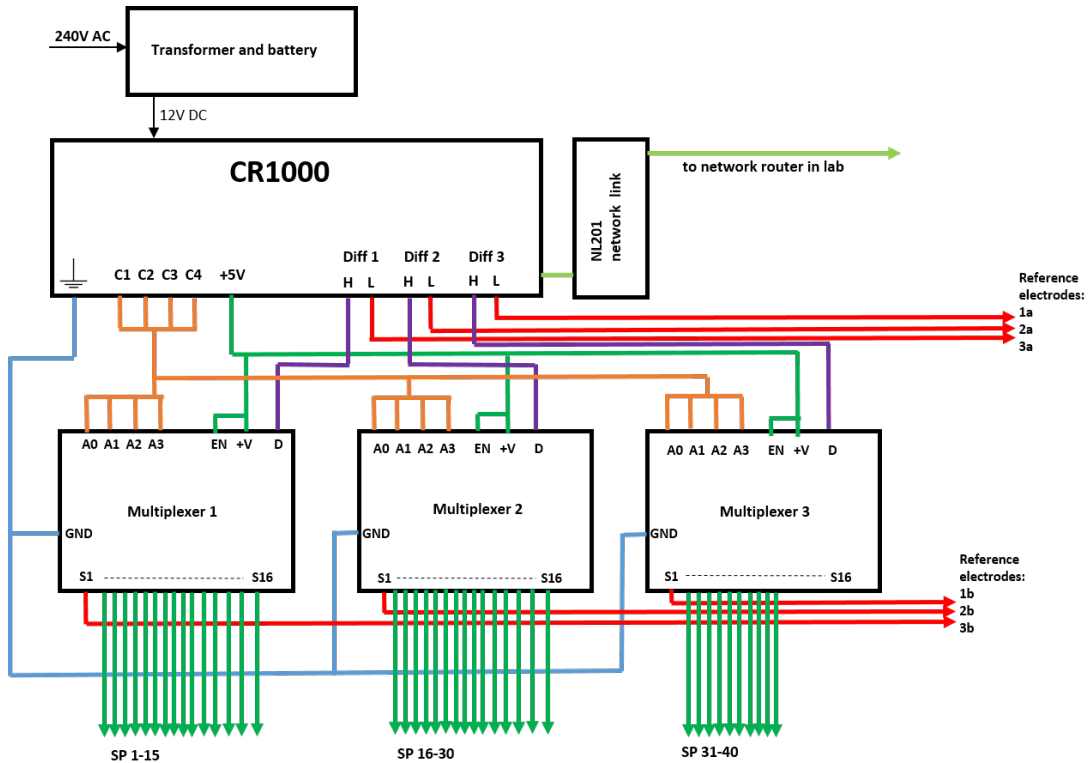 240V AC
Transformer and battery
12V DC
CR1000
NL201
network link
to network router in lab
C1 C2 C3 C4 +5V
Diff 1 Diff 2 Diff 3
H L H L H L
Reference
electrodes:
1a
2a
3a
A0 A1 A2 A3 EN +V D
A0 A1 A2 A3 EN +V D
A0 A1 A2 A3 EN +V D
Multiplexer 1
Multiplexer 2
Multiplexer 3
GND
GND
GND
S1 S16
S1 S16
S1 S16
Reference
electrodes:
1b
2b
3b
SP 1-15
SP 16-30
SP 31-40